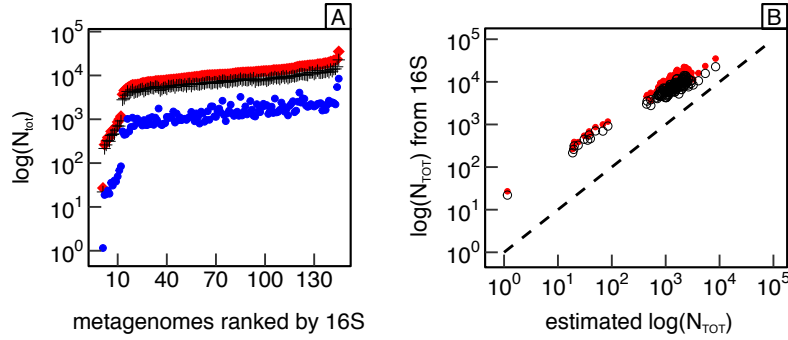 A
log(N_tot)
10^5
10^4
10^3
10^2
10^1
10^0
10 40 70 100 130
metagenomes ranked by 16S
B
log(N_TOT) from 16S
10^5
10^4
10^3
10^2
10^1
10^0
10^0 10^1 10^2 10^3 10^4 10^5
estimated log(N_TOT)